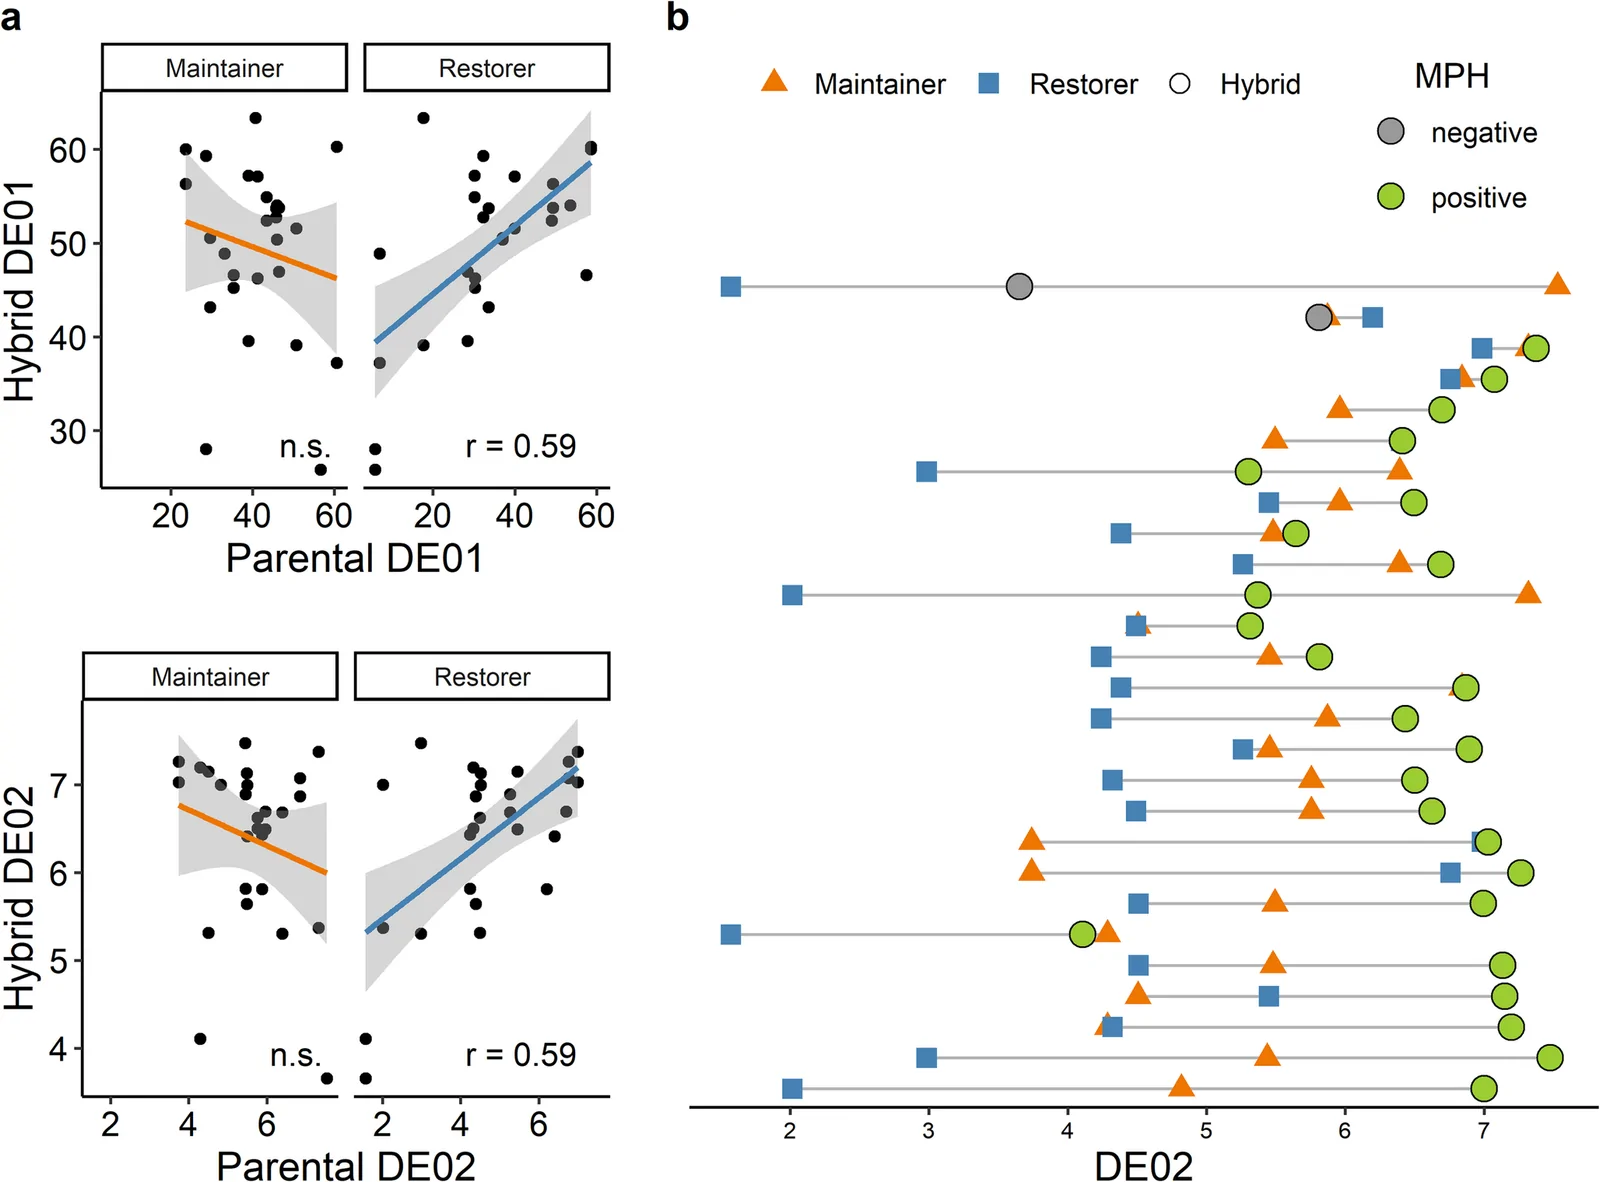 a
Maintainer Restorer
Hybrid DE01
60
50
40
30
n.s. r = 0.59
20 40 60 20 40 60
Parental DE01
Maintainer Restorer
Hybrid DE02
7
6
5
4
n.s. r = 0.59
2 4 6 2 4 6
Parental DE02
b
Maintainer Restorer Hybrid
MPH
negative
positive
2 3 4 5 6 7
DE02